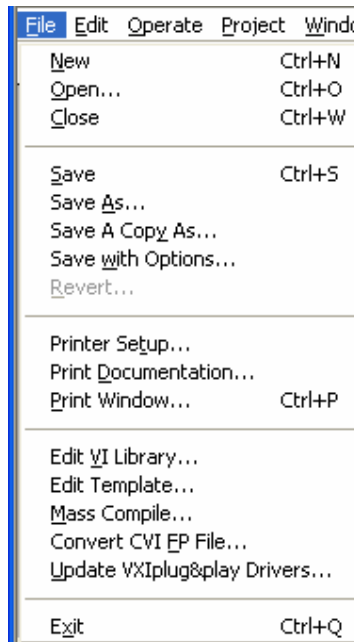 File Edit Operate Project Windo
New Ctrl+N
Open... Ctrl+O
Close Ctrl+W
Save Ctrl+S
Save As...
Save A Copy As...
Save with Options...
Revert...
Printer Setup...
Print Documentation...
Print Window... Ctrl+P
Edit VI Library...
Edit Template...
Mass Compile...
Convert CVI FP File...
Update VXIplug&play Drivers...
Exit Ctrl+Q